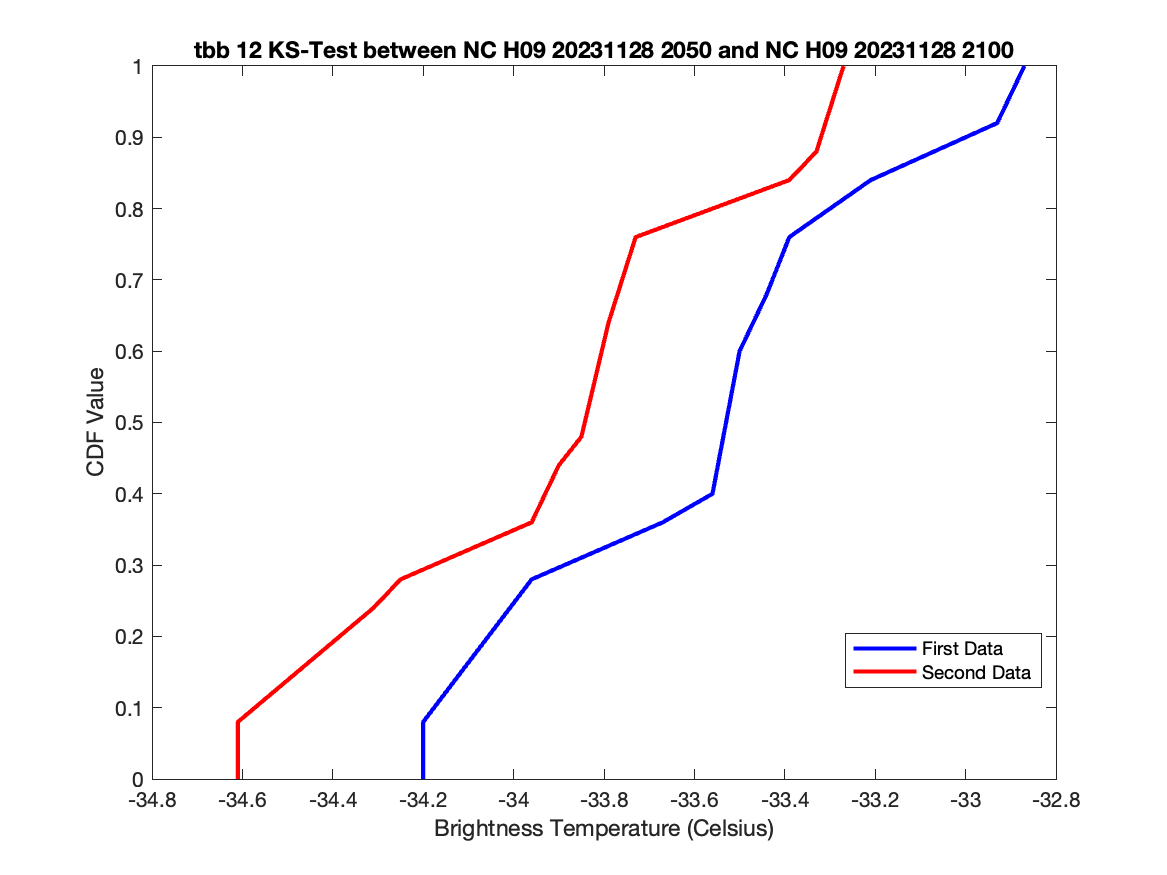 tbb 12 KS-Test between NC H09 20231128 2050 and NC H09 20231128 2100
1
0.9
0.8
0.7
0.6
0.5
0.4
0.3
0.2
0.1
0
CDF Value
First Data
Second Data
-34.8 -34.6 -34.4 -34.2 -34 -33.8 -33.6 -33.4 -33.2 -33 -32.8
Brightness Temperature (Celsius)